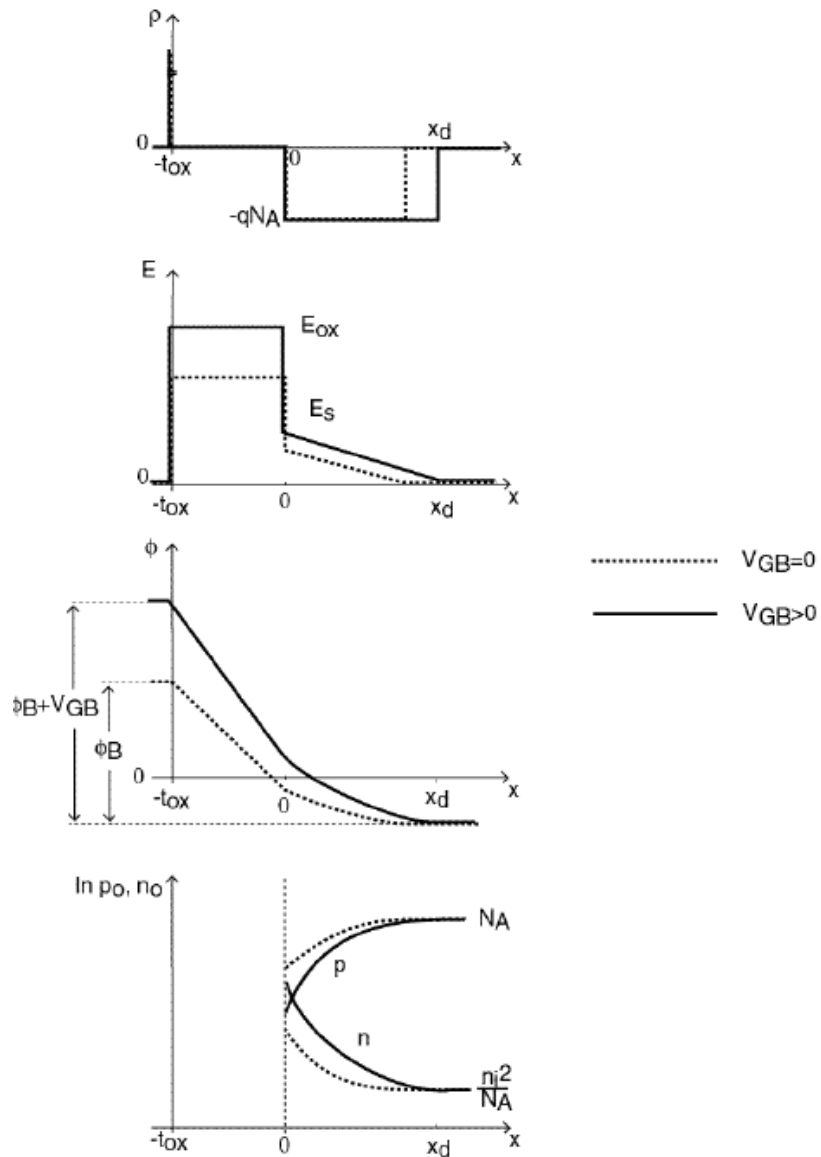 ρ
0
-tox
0
xd
x
-qNA
E
Eox
Es
0
-tox
0
xd
x
ϕ
VGB=0
VGB>0
ϕB+VGB
ϕB
0
-tox
0
xd
x
ln po, no
NA
p
n
ni2
NA
-tox
0
xd
x